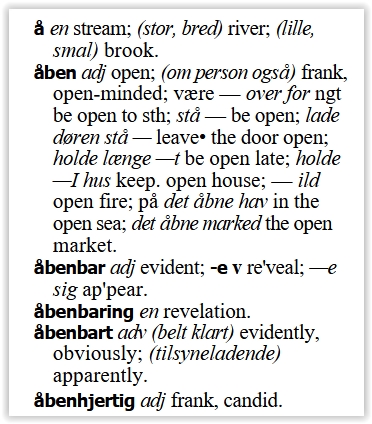 å en stream; (stor, bred) river; (lille,
smal) brook.
åben adj open; (om person også) frank,
open-minded; være — over for ngt
be open to sth; stå — be open; lade
døren stå — leave• the door open;
holde længe —t be open late; holde
—I hus keep. open house; — ild
open fire; på det åbne hav in the
open sea; det åbne marked the open
market.
åbenbar adj evident; -e v re'veal; —e
sig ap'pear.
åbenbaring en revelation.
åbenbart adv (belt klart) evidently,
obviously; (tilsyneladende)
apparently.
åbenhjertig adj frank, candid.